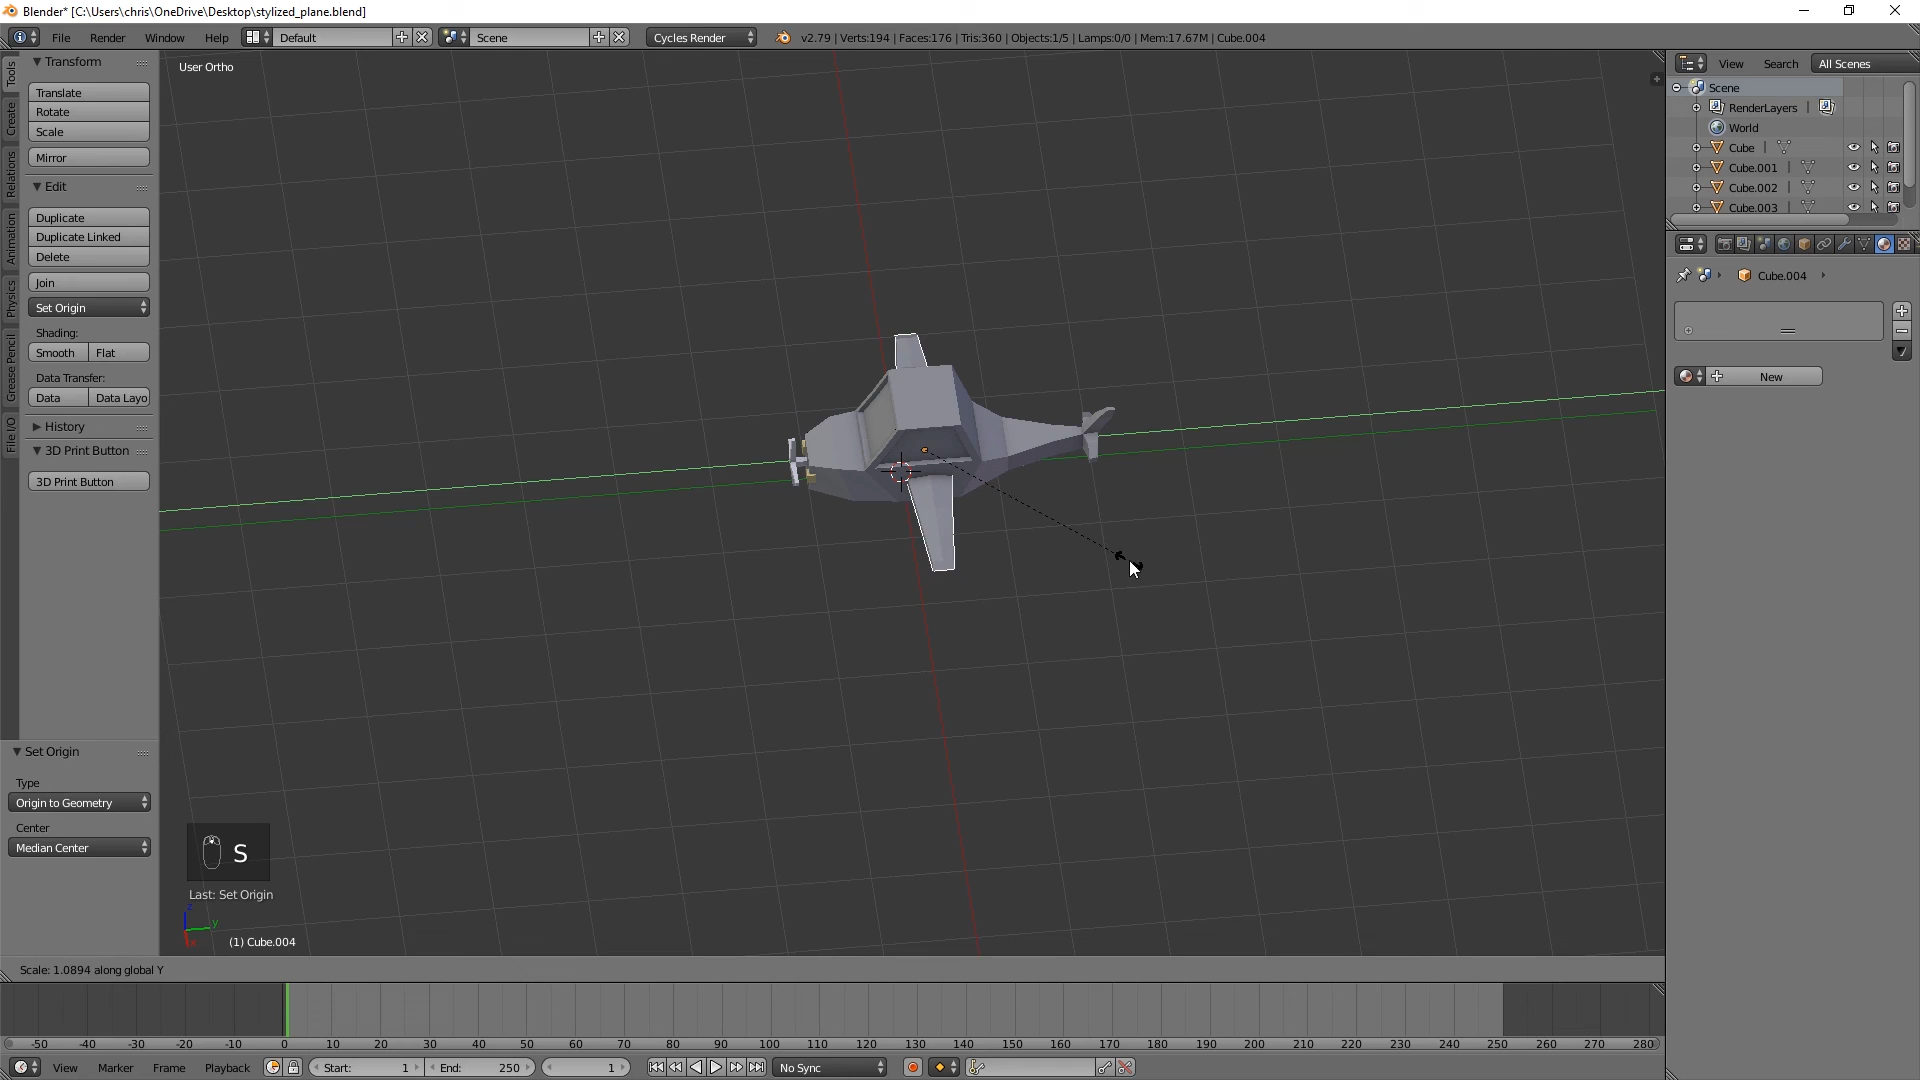 Blender* [C:\Users\chris\OneDrive\Desktop\stylized_plane.blend]
File Render Window Help Default Scene Cycles Render v2.79 | Verts:194 | Faces:176 | Tris:360 | Objects:1/5 | Lamps:0/0 | Mem:17.67M | Cube.004
Tools
Create
Relations
Animation
Physics
Grease Pencil
File I/O
Transform
Translate
Rotate
Scale
Mirror
Edit
Duplicate
Duplicate Linked
Delete
Join
Set Origin
Shading:
Smooth Flat
Data Transfer:
Data Data Layo
History
3D Print Button
3D Print Button
Set Origin
Type
Origin to Geometry
Center
Median Center
User Ortho
S
Last: Set Origin
z
y
x
(1) Cube.004
Scale: 1.0894 along global Y
View Search All Scenes
Scene
RenderLayers |
World
Cube |
Cube.001 |
Cube.002 |
Cube.003 |
Cube.004
New
-50 -40 -30 -20 -10 0 10 20 30 40 50 60 70 80 90 100 110 120 130 140 150 160 170 180 190 200 210 220 230 240 250 260 270 280
View Marker Frame Playback Start: 1 End: 250 1 No Sync